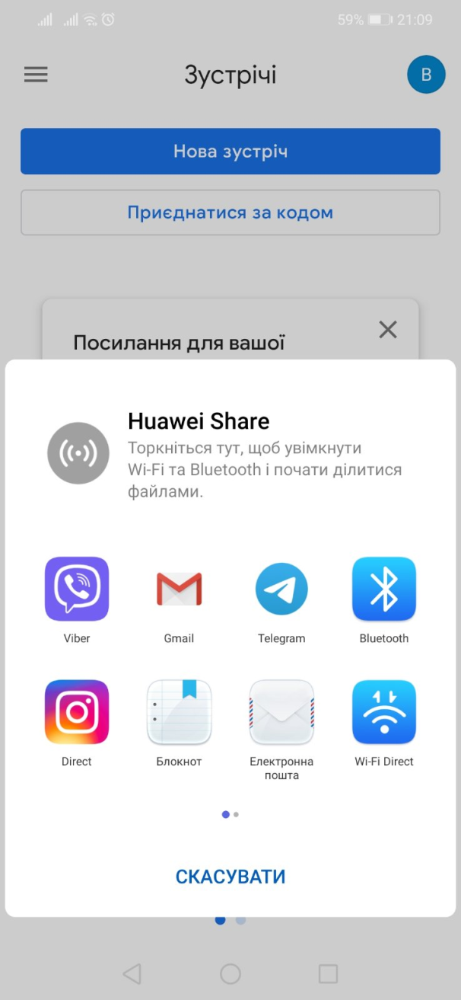 59% 21:09
Зустрічі
B
Нова зустріч
Приєднатися за кодом
Посилання для вашої
Huawei Share
Торкніться тут, щоб увімкнути
Wi-Fi та Bluetooth і почати ділитися
файлами.
Viber
Gmail
Telegram
Bluetooth
Direct
Блокнот
Електронна
пошта
Wi-Fi Direct
СКАСУВАТИ